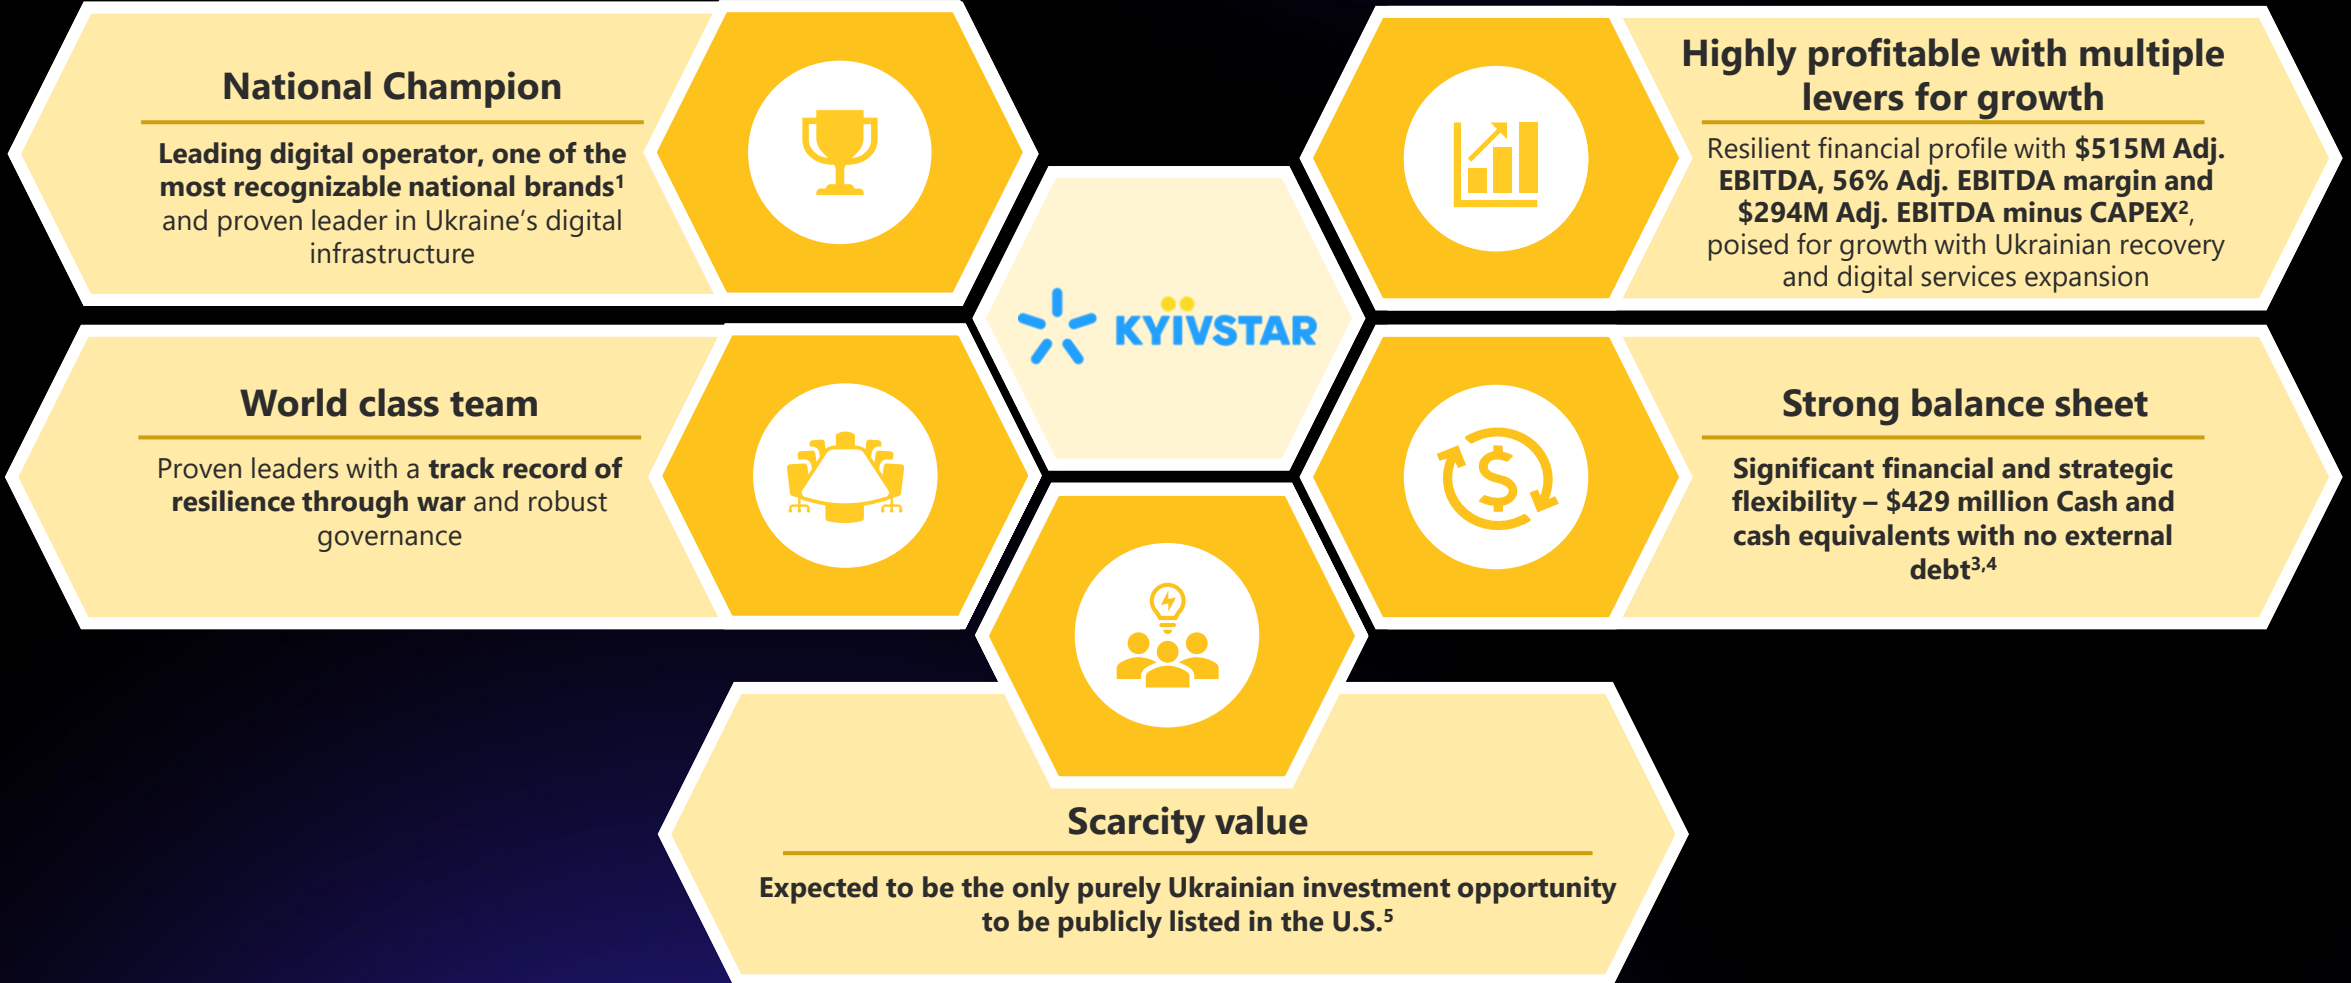 National Champion
Leading digital operator, one of the
most recognizable national brands¹
and proven leader in Ukraine’s digital
infrastructure
Highly profitable with multiple
levers for growth
Resilient financial profile with $515M Adj.
EBITDA, 56% Adj. EBITDA margin and
$294M Adj. EBITDA minus CAPEX²,
poised for growth with Ukrainian recovery
and digital services expansion
KYÏVSTAR
World class team
Proven leaders with a track record of
resilience through war and robust
governance
Strong balance sheet
Significant financial and strategic
flexibility – $429 million Cash and
cash equivalents with no external
debt³,⁴
Scarcity value
Expected to be the only purely Ukrainian investment opportunity
to be publicly listed in the U.S.⁵